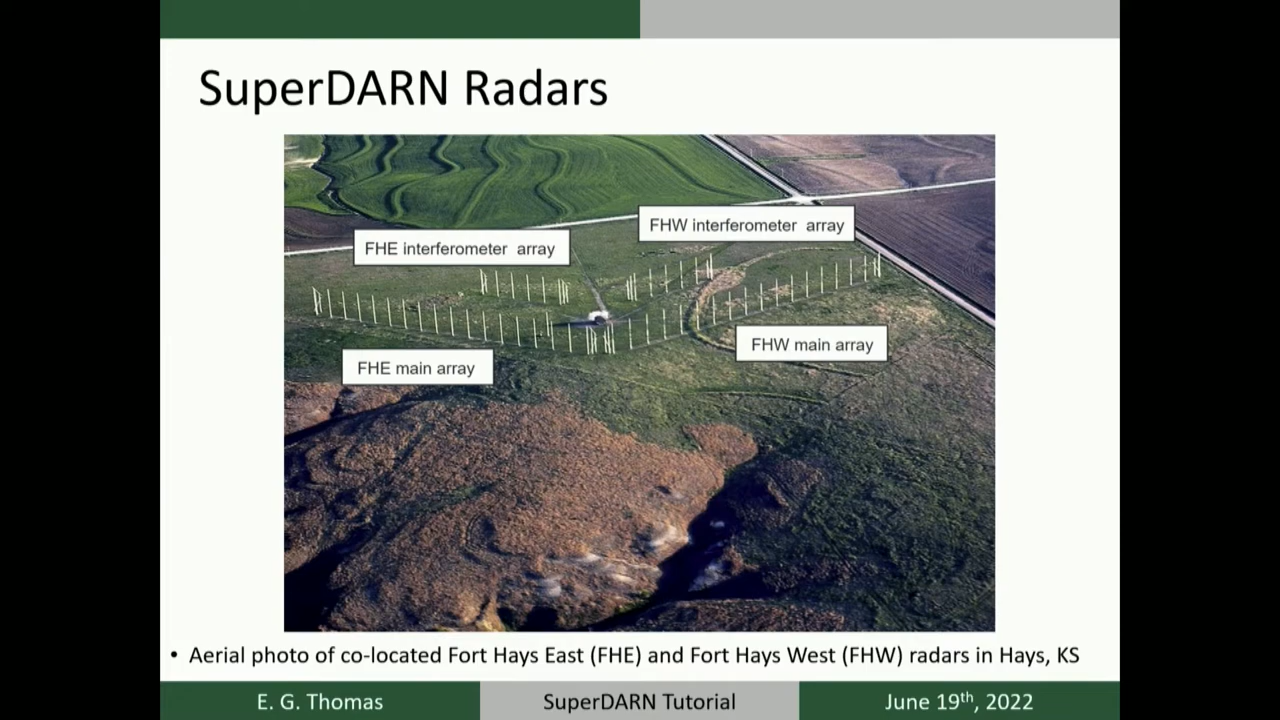 SuperDARN Radars
FHW interferometer array
FHE interferometer array
FHW main array
FHE main array
• Aerial photo of co-located Fort Hays East (FHE) and Fort Hays West (FHW) radars in Hays, KS
E. G. Thomas
SuperDARN Tutorial
June 19th, 2022